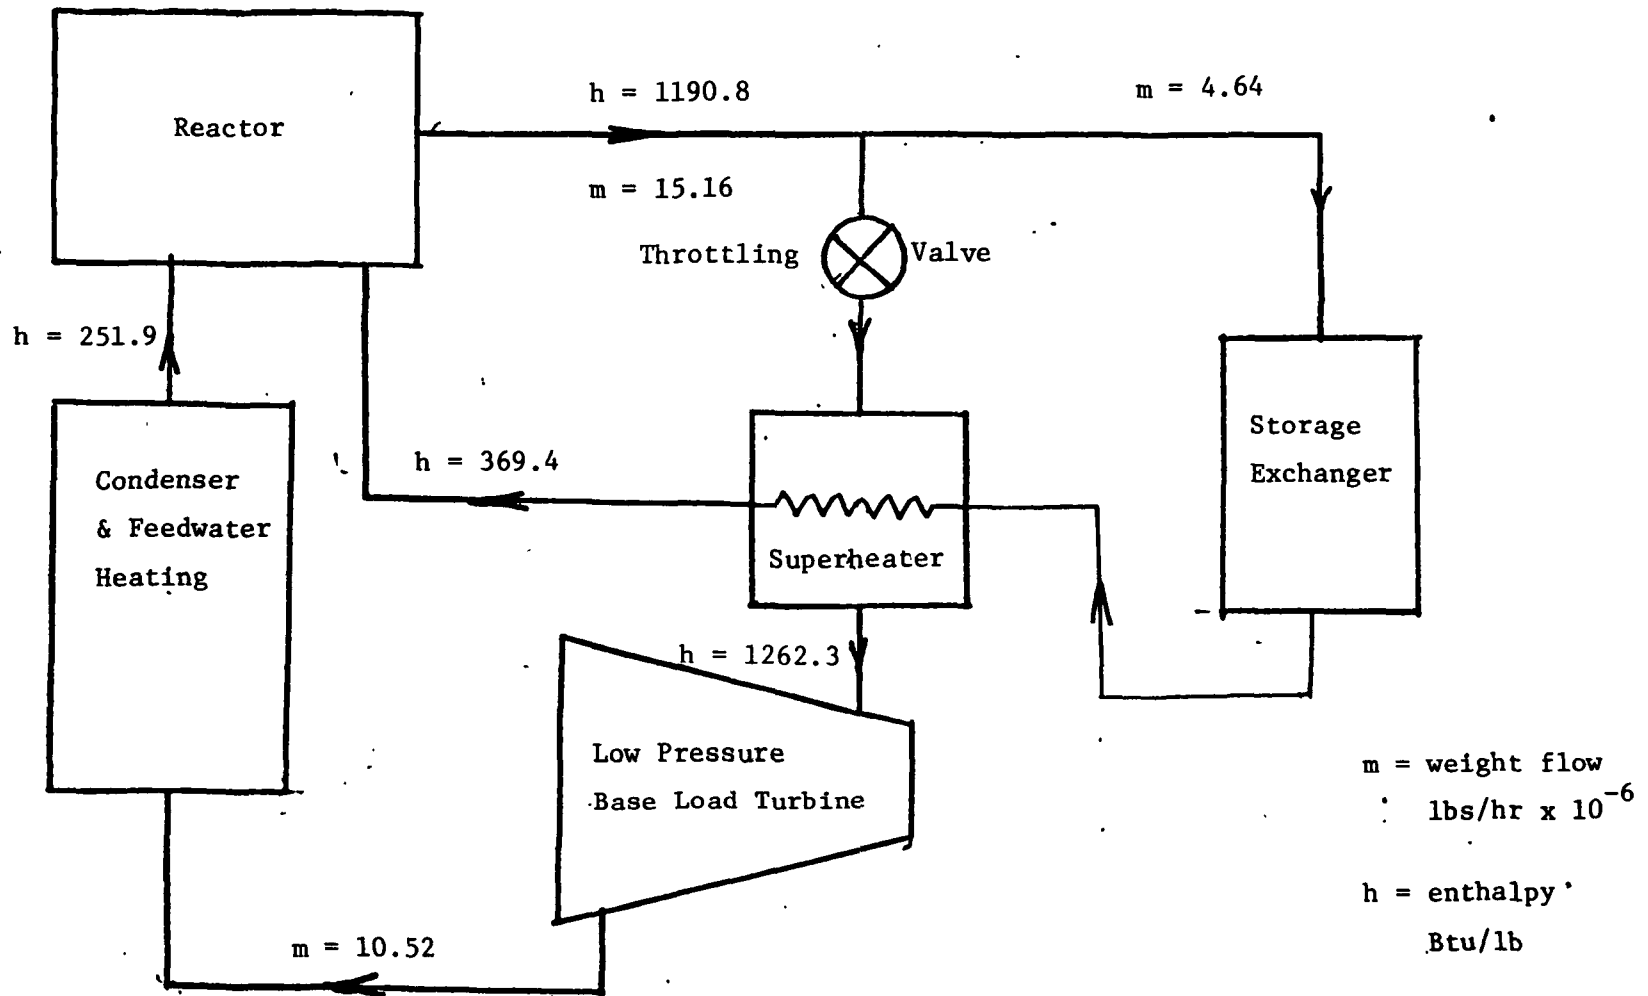 h = 1190.8
m = 4.64
Reactor
m = 15.16
Throttling Valve
h = 251.9
Storage
Exchanger
h = 369.4
Condenser
& Feedwater
Heating
Superheater
h = 1262.3
Low Pressure
Base Load Turbine
m = weight flow
lbs/hr x 10⁻⁶
h = enthalpy
Btu/lb
m = 10.52